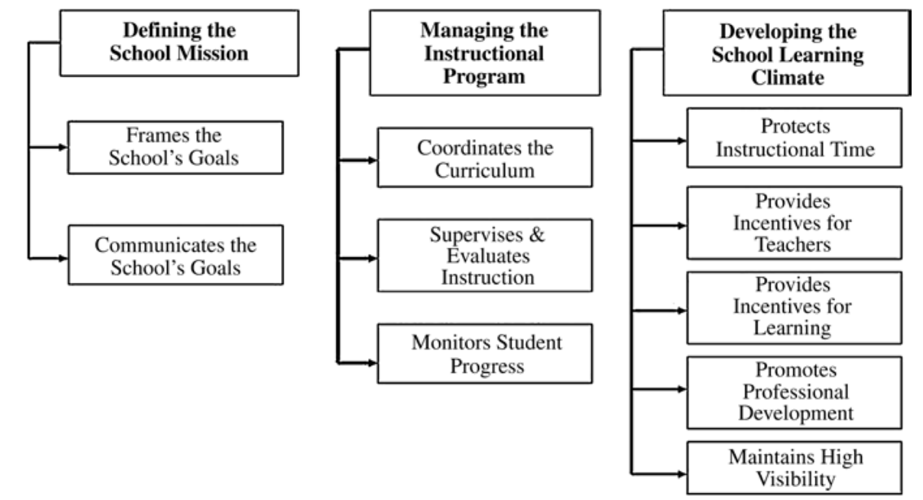 Defining the
School Mission
Frames the
School's Goals
Communicates the
School's Goals
Managing the
Instructional
Program
Coordinates the
Curriculum
Supervises &
Evaluates
Instruction
Monitors Student
Progress
Developing the
School Learning
Climate
Protects
Instructional Time
Provides
Incentives for
Teachers
Provides
Incentives for
Learning
Promotes
Professional
Development
Maintains High
Visibility